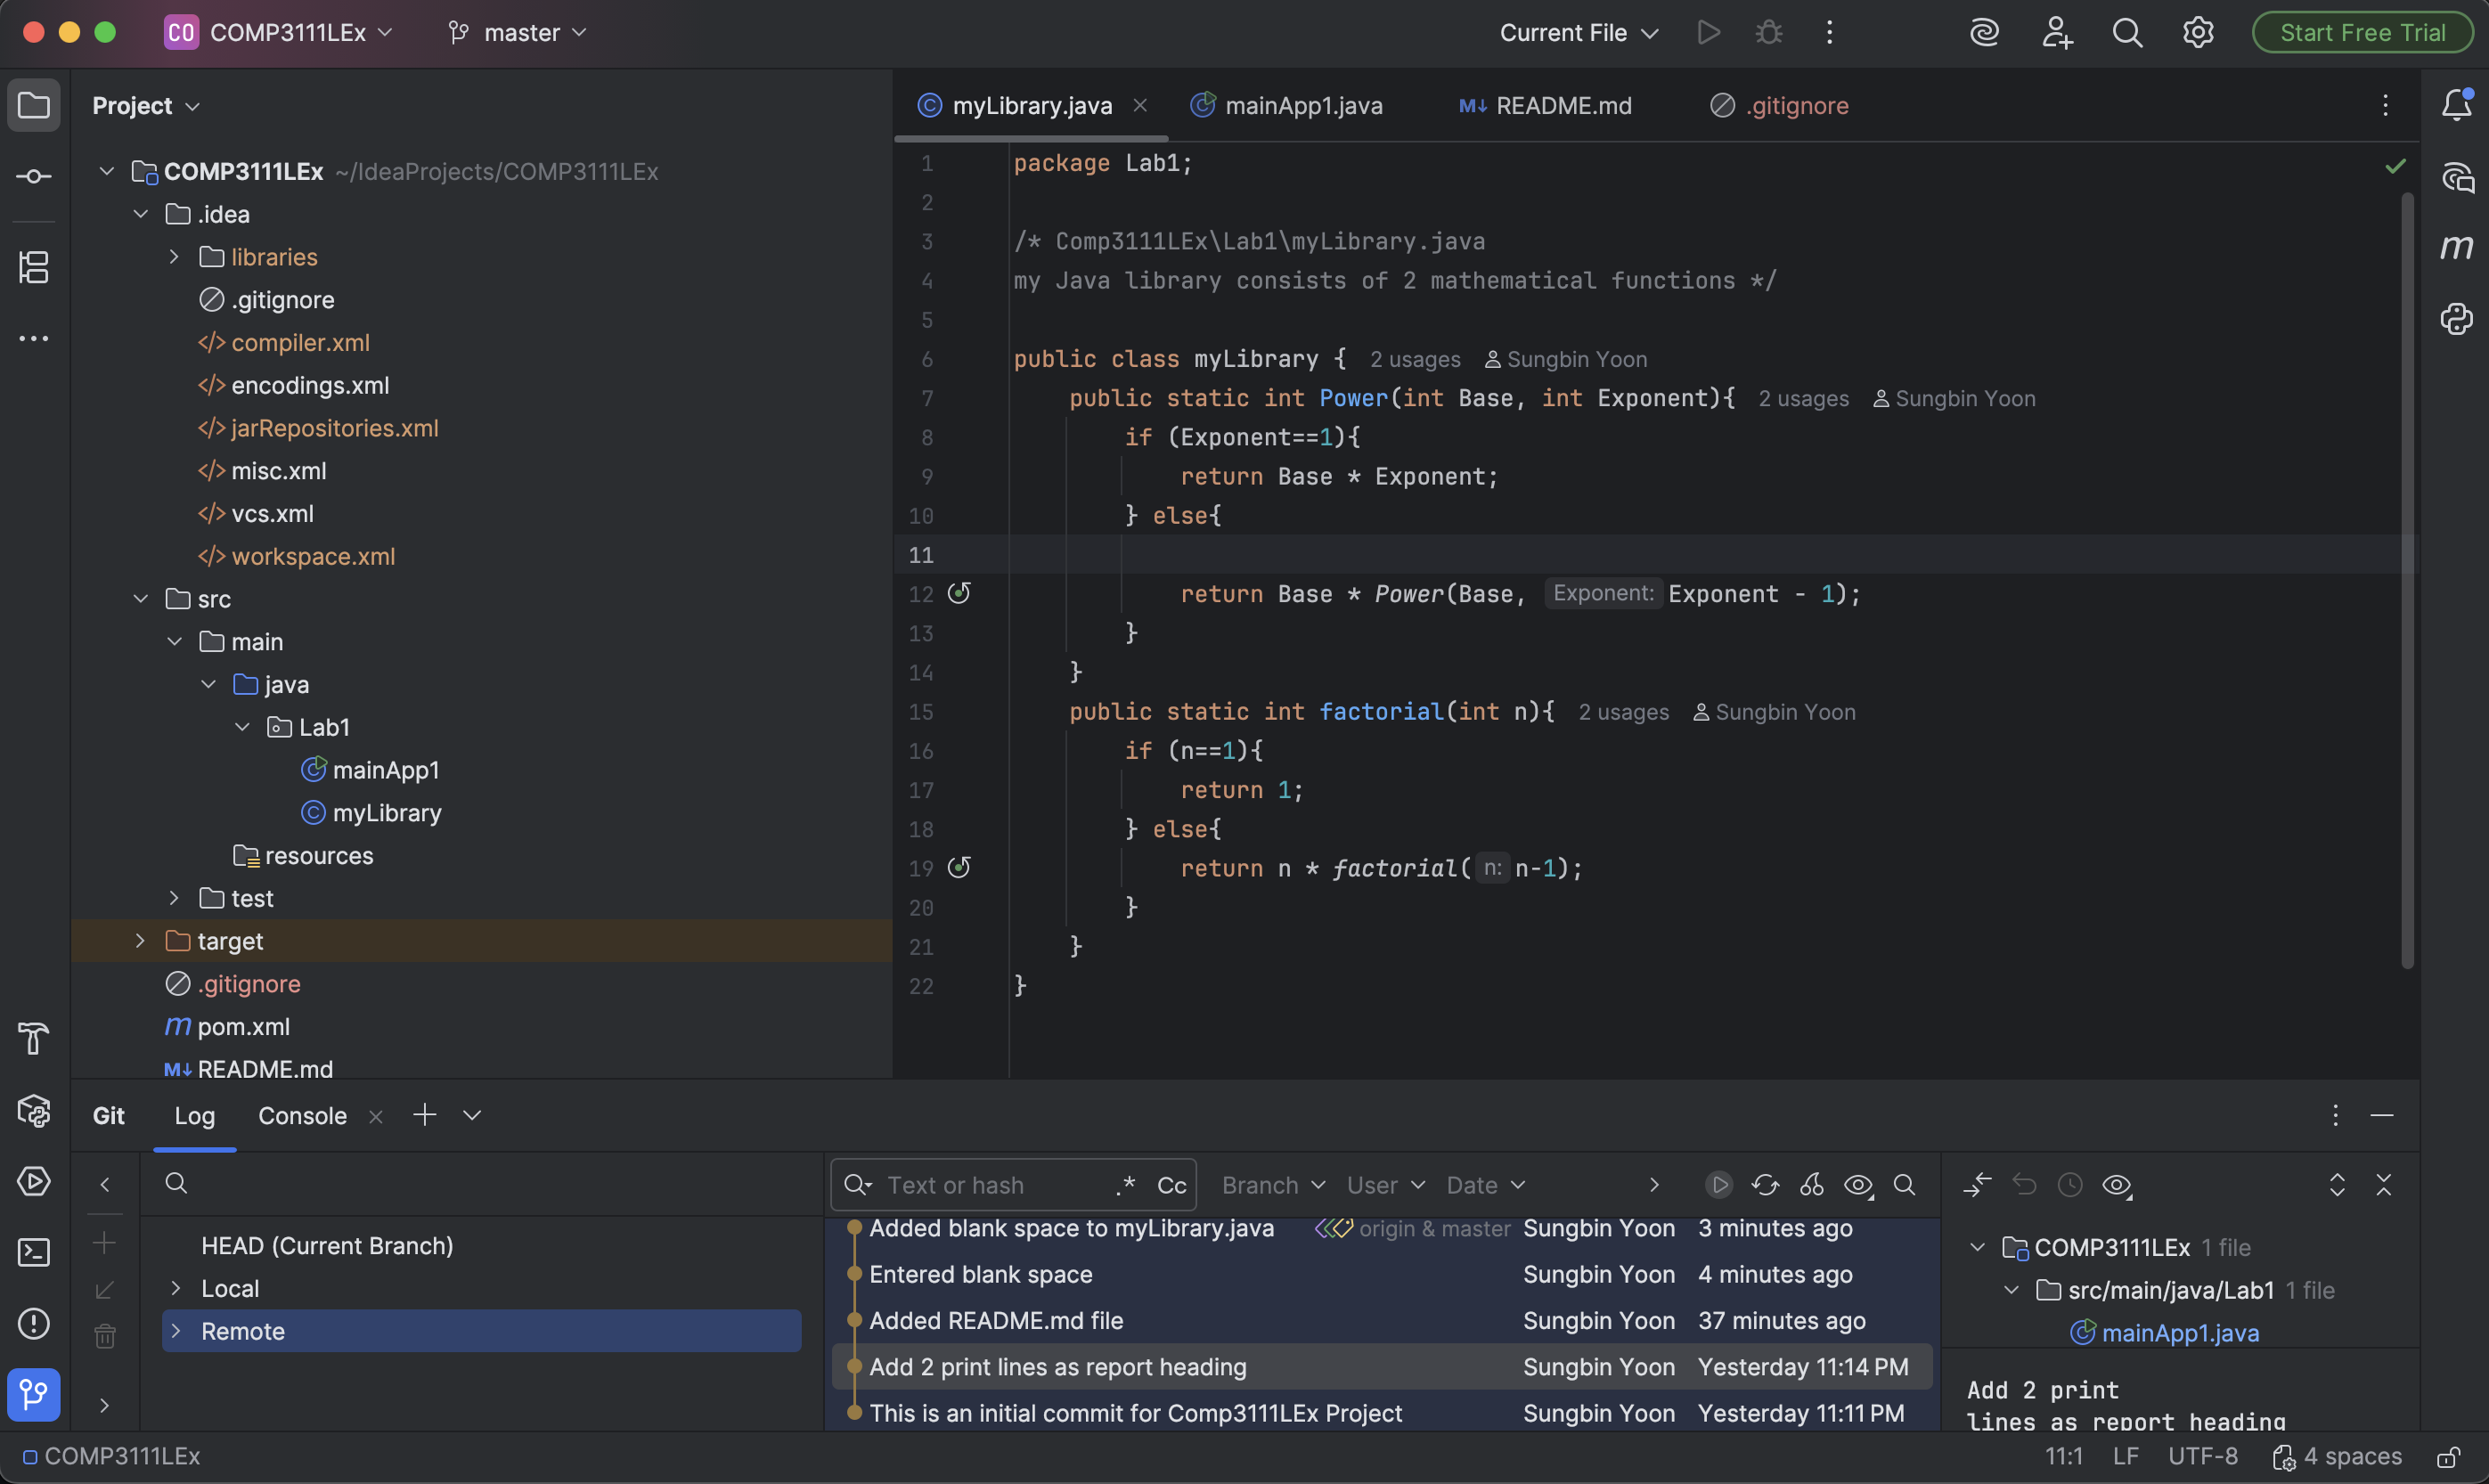 CO COMP3111LEx master Current File Start Free Trial
Project
COMP3111LEx ~/IdeaProjects/COMP3111LEx
.idea
libraries
.gitignore
compiler.xml
encodings.xml
jarRepositories.xml
misc.xml
vcs.xml
workspace.xml
src
main
java
Lab1
mainApp1
myLibrary
resources
test
target
.gitignore
pom.xml
README.md
myLibrary.java mainApp1.java README.md .gitignore
1 package Lab1;
2
3 /* Comp3111LEx\Lab1\myLibrary.java
4 my Java library consists of 2 mathematical functions */
5
6 public class myLibrary { 2 usages Sungbin Yoon
7 public static int Power(int Base, int Exponent){ 2 usages Sungbin Yoon
8 if (Exponent==1){
9 return Base * Exponent;
10 } else{
11
12 return Base * Power(Base, Exponent: Exponent - 1);
13 }
14 }
15 public static int factorial(int n){ 2 usages Sungbin Yoon
16 if (n==1){
17 return 1;
18 } else{
19 return n * factorial( n: n-1);
20 }
21 }
22 }
Git Log Console
HEAD (Current Branch)
Local
Remote
Text or hash .* Cc Branch User Date
Added blank space to myLibrary.java origin & master Sungbin Yoon 3 minutes ago
Entered blank space Sungbin Yoon 4 minutes ago
Added README.md file Sungbin Yoon 37 minutes ago
Add 2 print lines as report heading Sungbin Yoon Yesterday 11:14 PM
This is an initial commit for Comp3111LEx Project Sungbin Yoon Yesterday 11:11 PM
COMP3111LEx 1 file
src/main/java/Lab1 1 file
mainApp1.java
Add 2 print
lines as report heading
COMP3111LEx 11:1 LF UTF-8 4 spaces